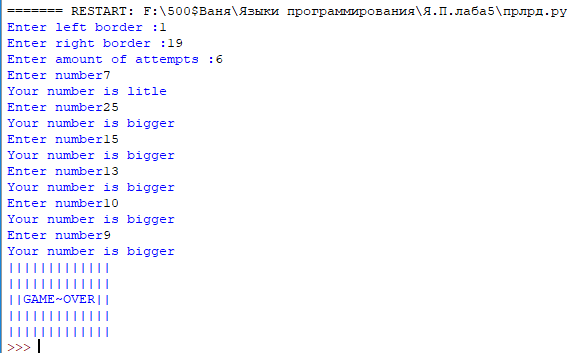 ======= RESTART: F:\500$Ваня\Языки программирования\Я.П.лаба5\прлрд.py
Enter left border :1
Enter right border :19
Enter amount of attempts :6
Enter number7
Your number is litle
Enter number25
Your number is bigger
Enter number15
Your number is bigger
Enter number13
Your number is bigger
Enter number10
Your number is bigger
Enter number9
Your number is bigger
|||||||||||||
|||||||||||||
||GAME~OVER||
|||||||||||||
|||||||||||||
>>>